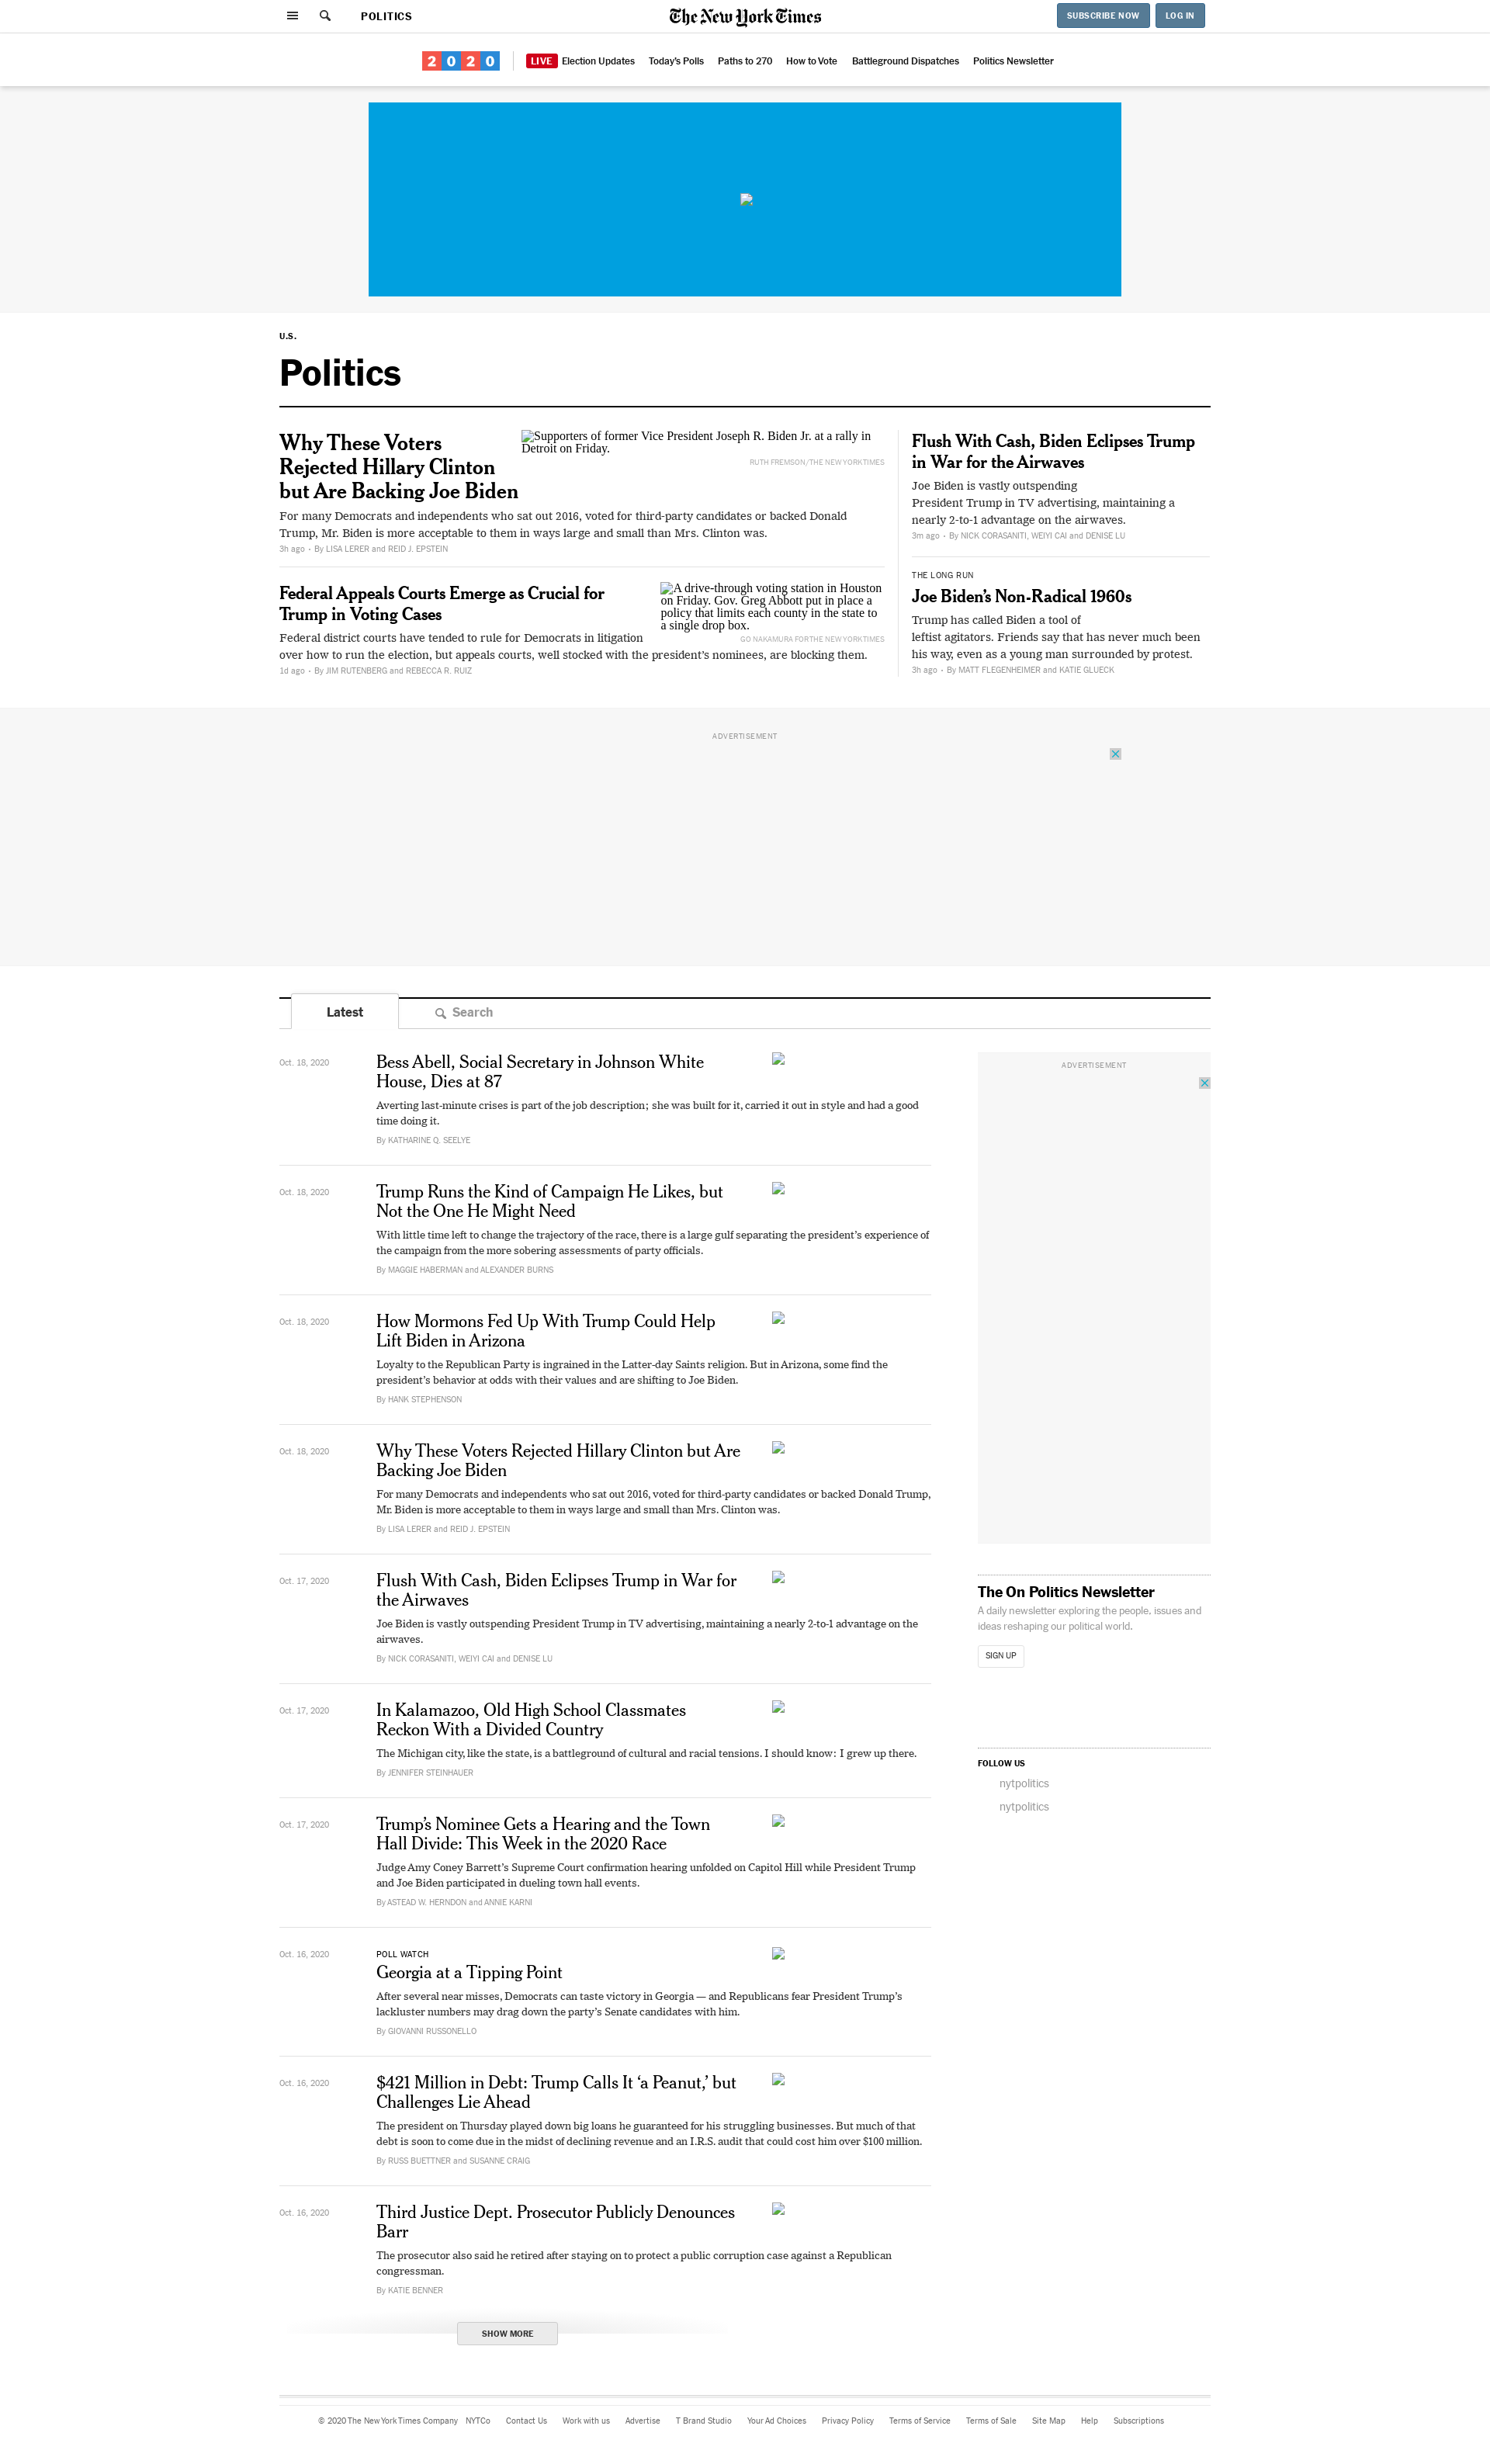 POLITICS
The New York Times
SUBSCRIBE NOW
LOG IN
2020
LIVE Election Updates
Today's Polls
Paths to 270
How to Vote
Battleground Dispatches
Politics Newsletter
U.S.
Politics
Why These Voters
Rejected Hillary Clinton
but Are Backing Joe Biden
Supporters of former Vice President Joseph R. Biden Jr. at a rally in
Detroit on Friday.
RUTH FREMSON/THE NEW YORK TIMES
For many Democrats and independents who sat out 2016, voted for third-party candidates or backed Donald
Trump, Mr. Biden is more acceptable to them in ways large and small than Mrs. Clinton was.
3h ago • By LISA LERER and REID J. EPSTEIN
Federal Appeals Courts Emerge as Crucial for
Trump in Voting Cases
A drive-through voting station in Houston
on Friday. Gov. Greg Abbott put in place a
policy that limits each county in the state to
a single drop box.
GO NAKAMURA FOR THE NEW YORK TIMES
Federal district courts have tended to rule for Democrats in litigation
over how to run the election, but appeals courts, well stocked with the president's nominees, are blocking them.
1d ago • By JIM RUTENBERG and REBECCA R. RUIZ
Flush With Cash, Biden Eclipses Trump
in War for the Airwaves
Joe Biden is vastly outspending
President Trump in TV advertising, maintaining a
nearly 2-to-1 advantage on the airwaves.
3m ago • By NICK CORASANITI, WEIYI CAI and DENISE LU
THE LONG RUN
Joe Biden's Non-Radical 1960s
Trump has called Biden a tool of
leftist agitators. Friends say that has never much been
his way, even as a young man surrounded by protest.
3h ago • By MATT FLEGENHEIMER and KATIE GLUECK
ADVERTISEMENT
Latest
Search
Oct. 18, 2020
Bess Abell, Social Secretary in Johnson White
House, Dies at 87
Averting last-minute crises is part of the job description; she was built for it, carried it out in style and had a good
time doing it.
By KATHARINE Q. SEELYE
Oct. 18, 2020
Trump Runs the Kind of Campaign He Likes, but
Not the One He Might Need
With little time left to change the trajectory of the race, there is a large gulf separating the president's experience of
the campaign from the more sobering assessments of party officials.
By MAGGIE HABERMAN and ALEXANDER BURNS
Oct. 18, 2020
How Mormons Fed Up With Trump Could Help
Lift Biden in Arizona
Loyalty to the Republican Party is ingrained in the Latter-day Saints religion. But in Arizona, some find the
president's behavior at odds with their values and are shifting to Joe Biden.
By HANK STEPHENSON
Oct. 18, 2020
Why These Voters Rejected Hillary Clinton but Are
Backing Joe Biden
For many Democrats and independents who sat out 2016, voted for third-party candidates or backed Donald Trump,
Mr. Biden is more acceptable to them in ways large and small than Mrs. Clinton was.
By LISA LERER and REID J. EPSTEIN
Oct. 17, 2020
Flush With Cash, Biden Eclipses Trump in War for
the Airwaves
Joe Biden is vastly outspending President Trump in TV advertising, maintaining a nearly 2-to-1 advantage on the
airwaves.
By NICK CORASANITI, WEIYI CAI and DENISE LU
Oct. 17, 2020
In Kalamazoo, Old High School Classmates
Reckon With a Divided Country
The Michigan city, like the state, is a battleground of cultural and racial tensions. I should know: I grew up there.
By JENNIFER STEINHAUER
Oct. 17, 2020
Trump's Nominee Gets a Hearing and the Town
Hall Divide: This Week in the 2020 Race
Judge Amy Coney Barrett's Supreme Court confirmation hearing unfolded on Capitol Hill while President Trump
and Joe Biden participated in dueling town hall events.
By ASTEAD W. HERNDON and ANNIE KARNI
Oct. 16, 2020
POLL WATCH
Georgia at a Tipping Point
After several near misses, Democrats can taste victory in Georgia — and Republicans fear President Trump's
lackluster numbers may drag down the party's Senate candidates with him.
By GIOVANNI RUSSONELLO
Oct. 16, 2020
$421 Million in Debt: Trump Calls It 'a Peanut,' but
Challenges Lie Ahead
The president on Thursday played down big loans he guaranteed for his struggling businesses. But much of that
debt is soon to come due in the midst of declining revenue and an I.R.S. audit that could cost him over $100 million.
By RUSS BUETTNER and SUSANNE CRAIG
Oct. 16, 2020
Third Justice Dept. Prosecutor Publicly Denounces
Barr
The prosecutor also said he retired after staying on to protect a public corruption case against a Republican
congressman.
By KATIE BENNER
SHOW MORE
ADVERTISEMENT
The On Politics Newsletter
A daily newsletter exploring the people, issues and
ideas reshaping our political world.
SIGN UP
FOLLOW US
nytpolitics
nytpolitics
© 2020 The New York Times Company
NYTCo
Contact Us
Work with us
Advertise
T Brand Studio
Your Ad Choices
Privacy Policy
Terms of Service
Terms of Sale
Site Map
Help
Subscriptions